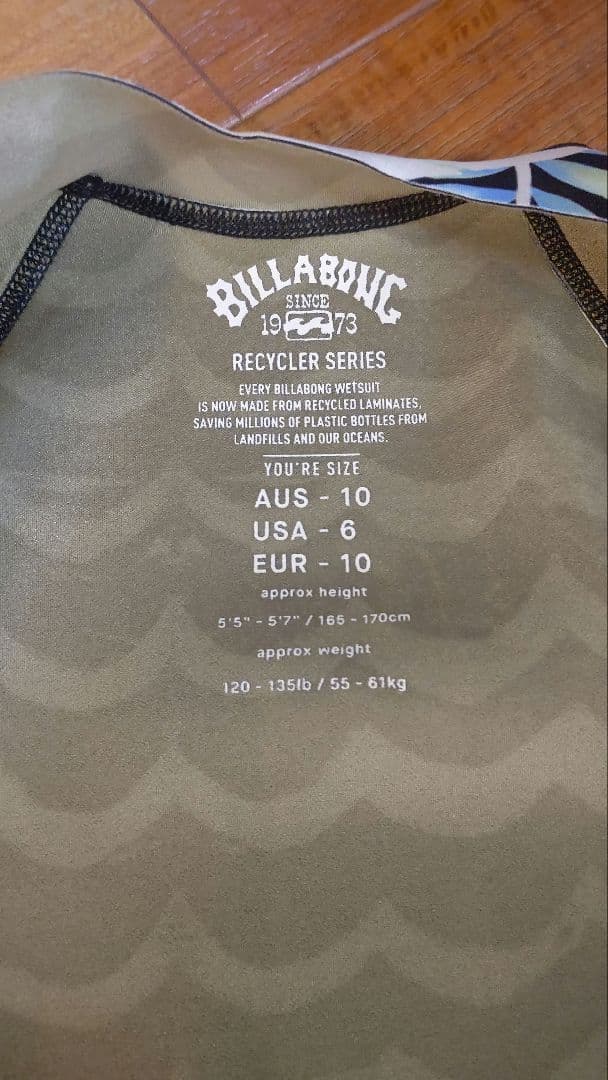 BILLABONG
SINCE
19 73
RECYCLER SERIES
EVERY BILLABONG WETSUIT
IS NOW MADE FROM RECYCLED LAMINATES,
SAVING MILLIONS OF PLASTIC BOTTLES FROM
LANDFILLS AND OUR OCEANS.
YOU'RE SIZE
AUS - 10
USA - 6
EUR - 10
approx height
5'5" - 5'7" / 165 - 170cm
approx weight
120 - 135lb / 55 - 61kg